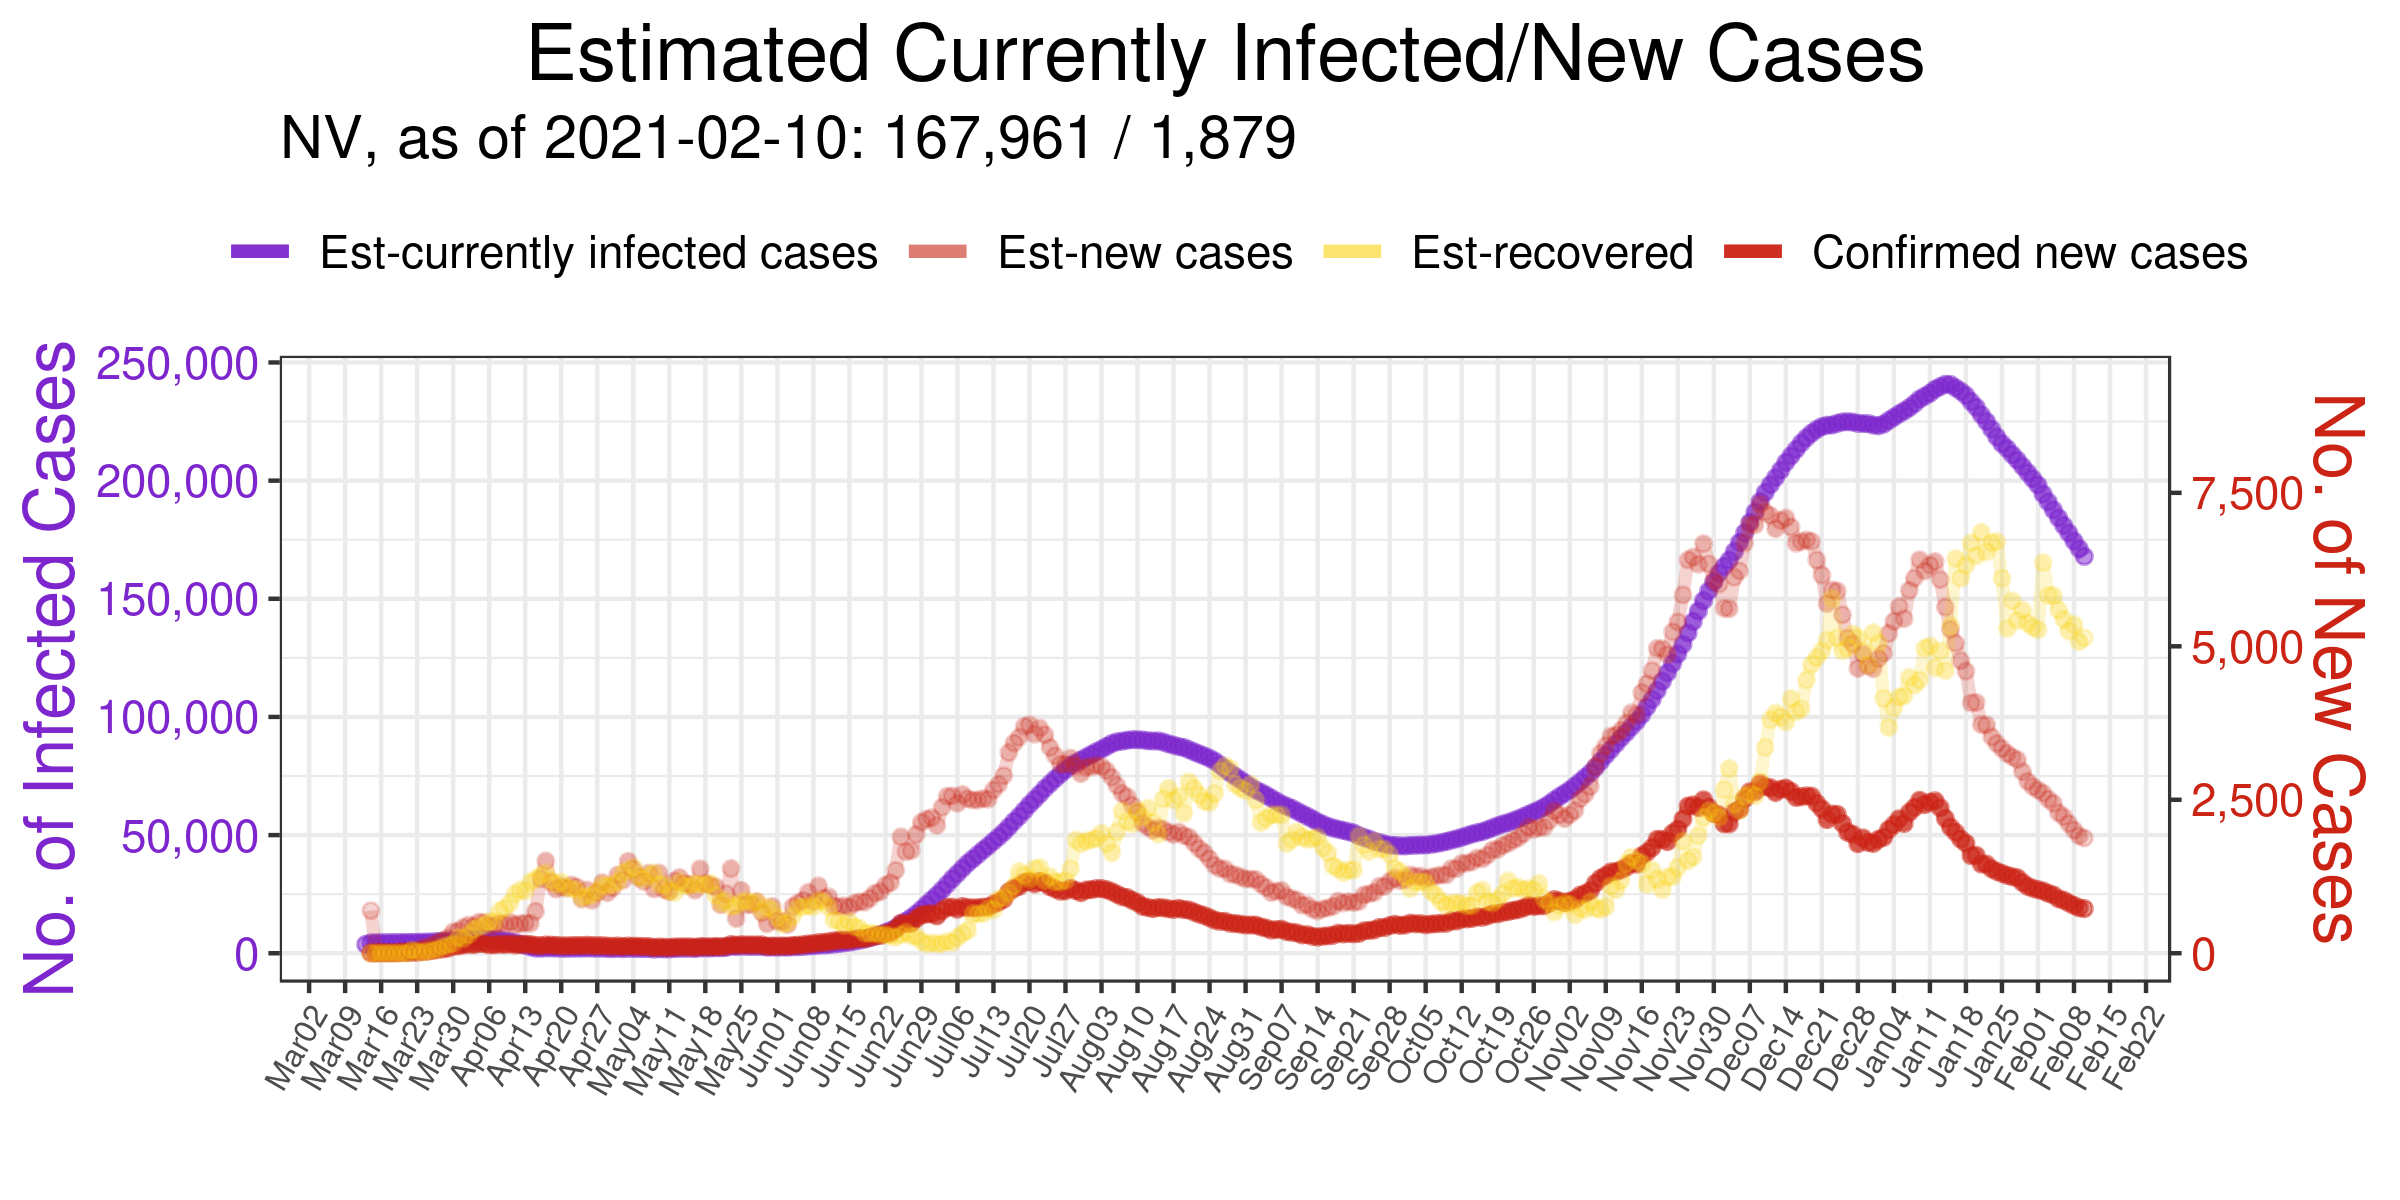 Estimated Currently Infected/New Cases
NV, as of 2021-02-10: 167,961 / 1,879
Est-currently infected cases Est-new cases Est-recovered Confirmed new cases
No. of Infected Cases
250,000
200,000
150,000
100,000
50,000
0
No. of New Cases
7,500
5,000
2,500
0
Mar02 Mar09 Mar16 Mar23 Mar30 Apr06 Apr13 Apr20 Apr27 May04 May11 May18 May25 Jun01 Jun08 Jun15 Jun22 Jun29 Jul06 Jul13 Jul20 Jul27 Aug03 Aug10 Aug17 Aug24 Aug31 Sep07 Sep14 Sep21 Sep28 Oct05 Oct12 Oct19 Oct26 Nov02 Nov09 Nov16 Nov23 Nov30 Dec07 Dec14 Dec21 Dec28 Jan04 Jan11 Jan18 Jan25 Feb01 Feb08 Feb15 Feb22